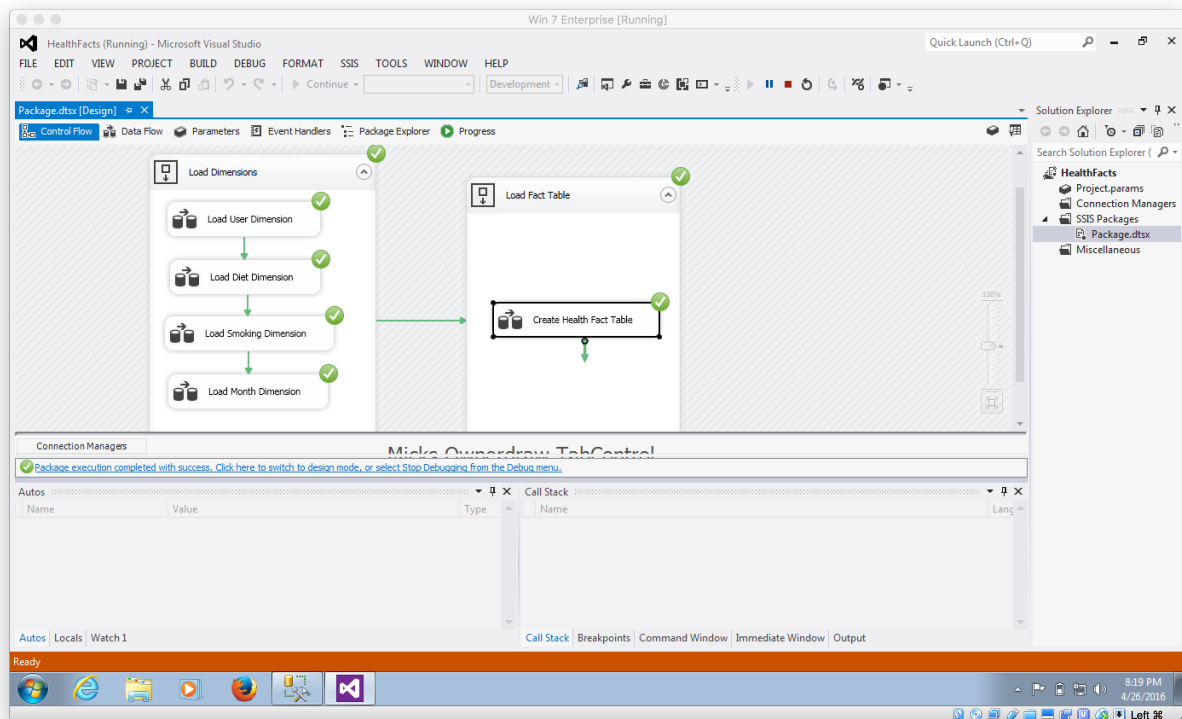 Win 7 Enterprise [Running]
HealthFacts (Running) - Microsoft Visual Studio
Quick Launch (Ctrl+Q)
FILE EDIT VIEW PROJECT BUILD DEBUG FORMAT SSIS TOOLS WINDOW HELP
Continue
Development
Package.dtsx [Design]
Solution Explorer
Control Flow Data Flow Parameters Event Handlers Package Explorer Progress
Search Solution Explorer (
HealthFacts
Project.params
Connection Managers
SSIS Packages
Package.dtsx
Miscellaneous
Load Dimensions
Load User Dimension
Load Diet Dimension
Load Smoking Dimension
Load Month Dimension
Load Fact Table
Create Health Fact Table
100%
Connection Managers
Micks Ownerdraw TabControl
Package execution completed with success. Click here to switch to design mode, or select Stop Debugging from the Debug menu.
Autos
Name Value Type
Call Stack
Name Lang
Autos Locals Watch 1
Call Stack Breakpoints Command Window Immediate Window Output
Ready
8:19 PM
4/26/2016
Left ⌘